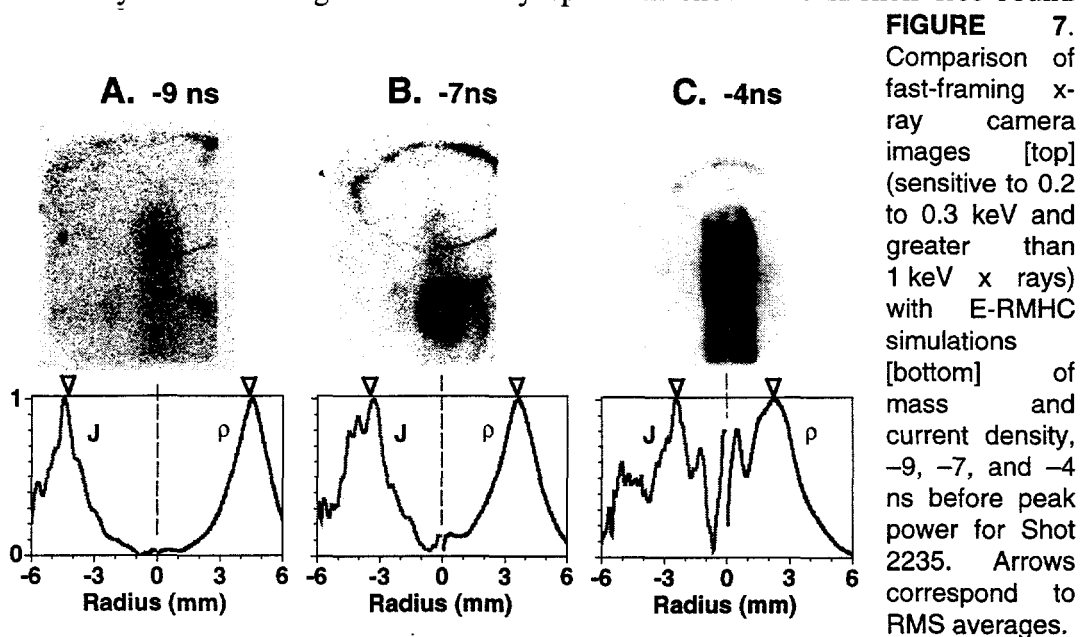 FIGURE 7.
Comparison of
fast-framing x-
ray camera
images [top]
(sensitive to 0.2
to 0.3 keV and
greater than
1 keV x rays)
with E-RMHC
simulations
[bottom] of
mass and
current density,
–9, –7, and –4
ns before peak
power for Shot
2235. Arrows
correspond to
RMS averages.
A. -9 ns
B. -7ns
C. -4ns
1
J ρ
0
-6 -3 0 3 6
Radius (mm)
J ρ
-6 -3 0 3 6
Radius (mm)
J ρ
-6 -3 0 3 6
Radius (mm)